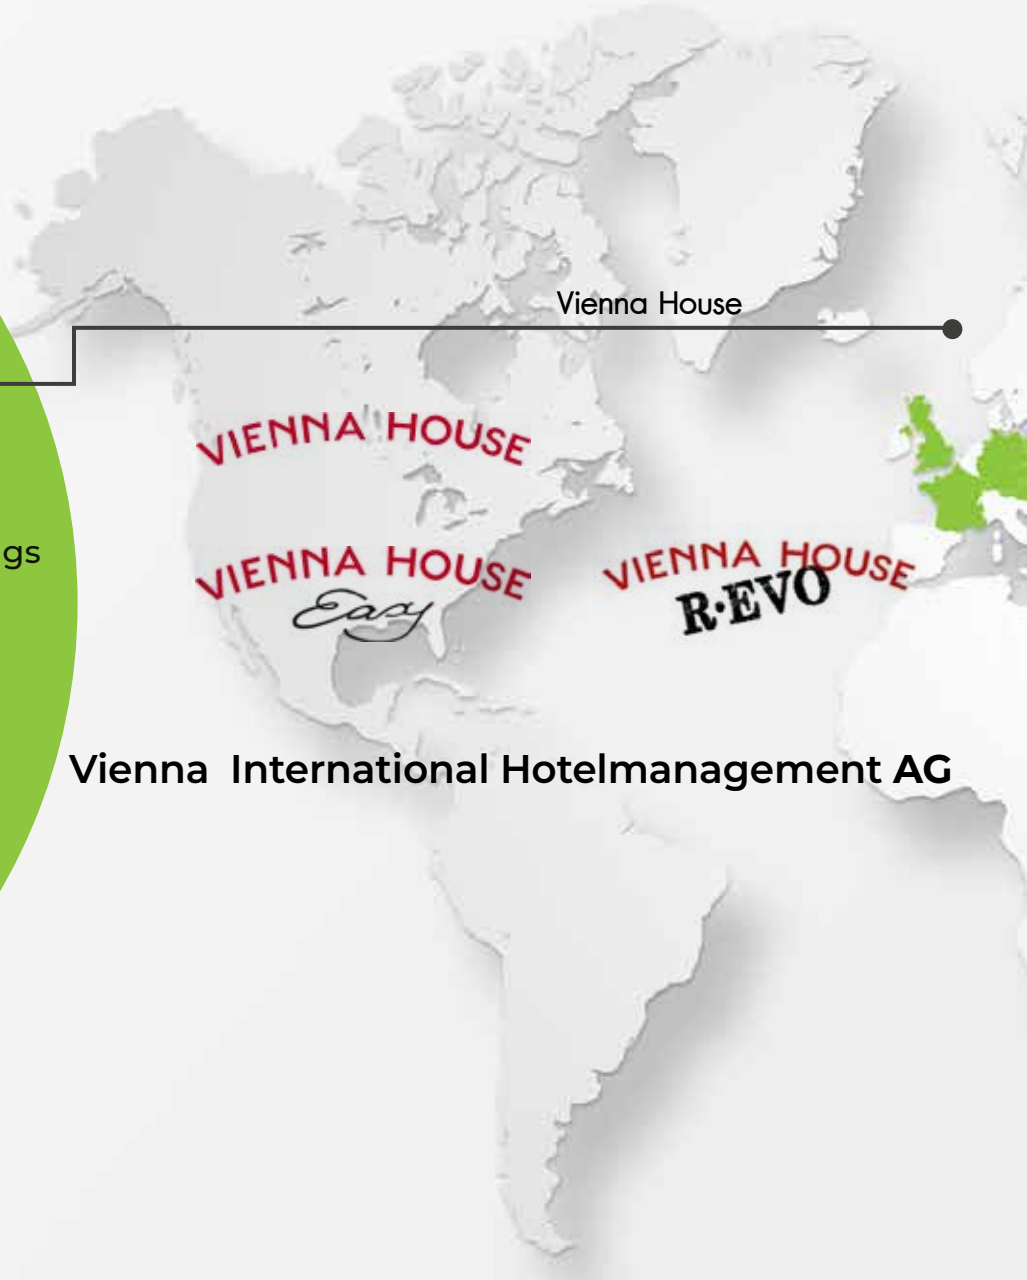 Vienna House
VIENNA HOUSE
gs
VIENNA HOUSE
Easy
VIENNA HOUSE
R·EVO
Vienna International Hotelmanagement AG